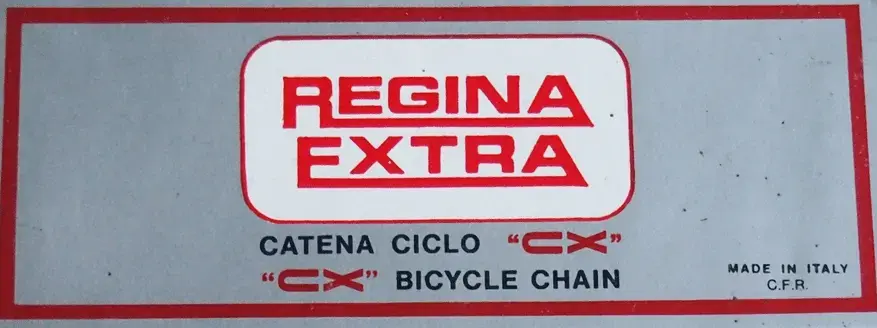 REGINA
EXTRA
CATENA CICLO "CX"
"CX" BICYCLE CHAIN
MADE IN ITALY
C.F.R.